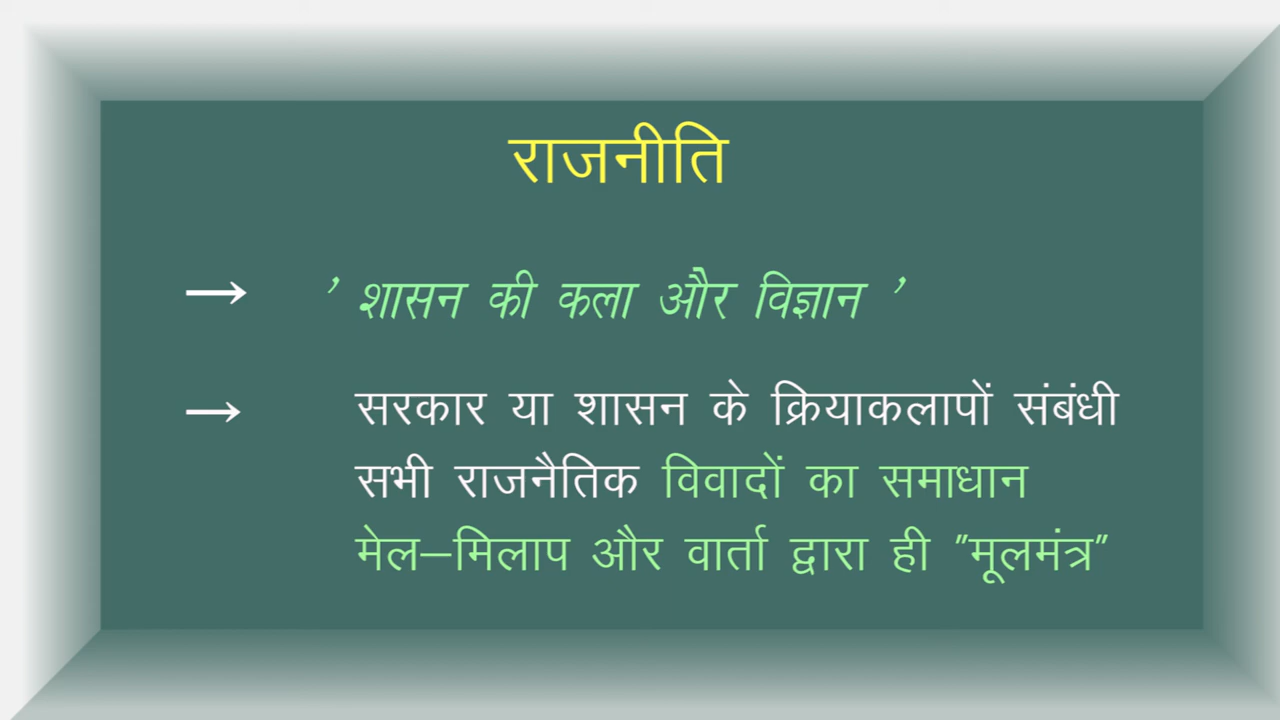 राजनीति
→ ’ शासन की कला और विज्ञान ’
→ सरकार या शासन के क्रियाकलापों संबंधी
सभी राजनैतिक विवादों का समाधान
मेल–मिलाप और वार्ता द्वारा ही "मूलमंत्र"